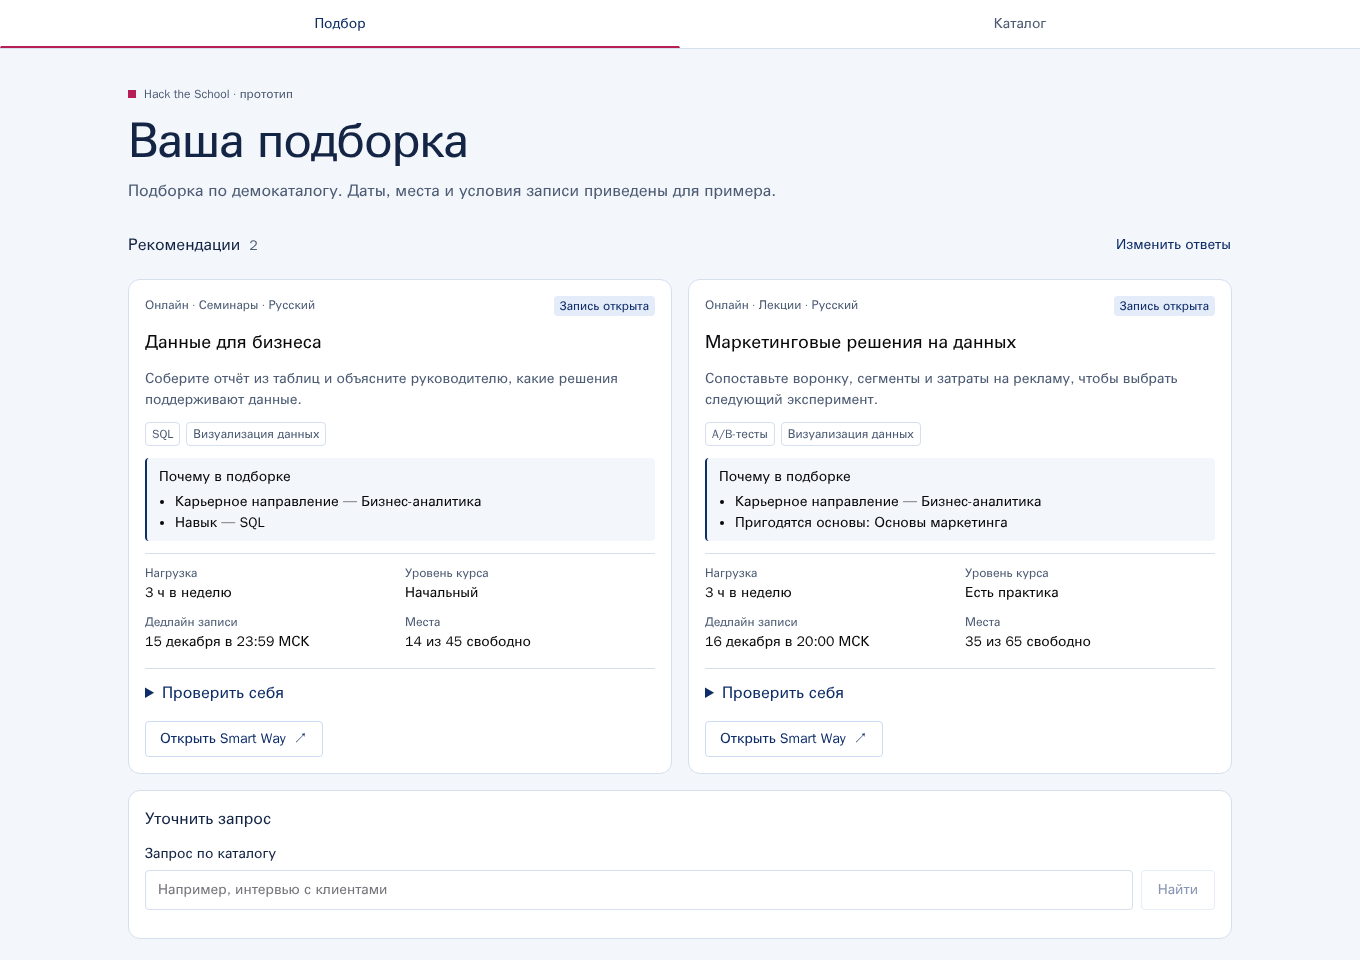 Подбор
Каталог
Hack the School · прототип
Ваша подборка
Подборка по демокаталогу. Даты, места и условия записи приведены для примера.
Рекомендации 2
Изменить ответы
Онлайн · Семинары · Русский
Запись открыта
Данные для бизнеса
Соберите отчёт из таблиц и объясните руководителю, какие решения
поддерживают данные.
SQL
Визуализация данных
Почему в подборке
• Карьерное направление — Бизнес-аналитика
• Навык — SQL
Нагрузка
3 ч в неделю
Уровень курса
Начальный
Дедлайн записи
15 декабря в 23:59 МСК
Места
14 из 45 свободно
Проверить себя
Открыть Smart Way ↗
Онлайн · Лекции · Русский
Запись открыта
Маркетинговые решения на данных
Сопоставьте воронку, сегменты и затраты на рекламу, чтобы выбрать
следующий эксперимент.
A/B-тесты
Визуализация данных
Почему в подборке
• Карьерное направление — Бизнес-аналитика
• Пригодятся основы: Основы маркетинга
Нагрузка
3 ч в неделю
Уровень курса
Есть практика
Дедлайн записи
16 декабря в 20:00 МСК
Места
35 из 65 свободно
Проверить себя
Открыть Smart Way ↗
Уточнить запрос
Запрос по каталогу
Например, интервью с клиентами
Найти